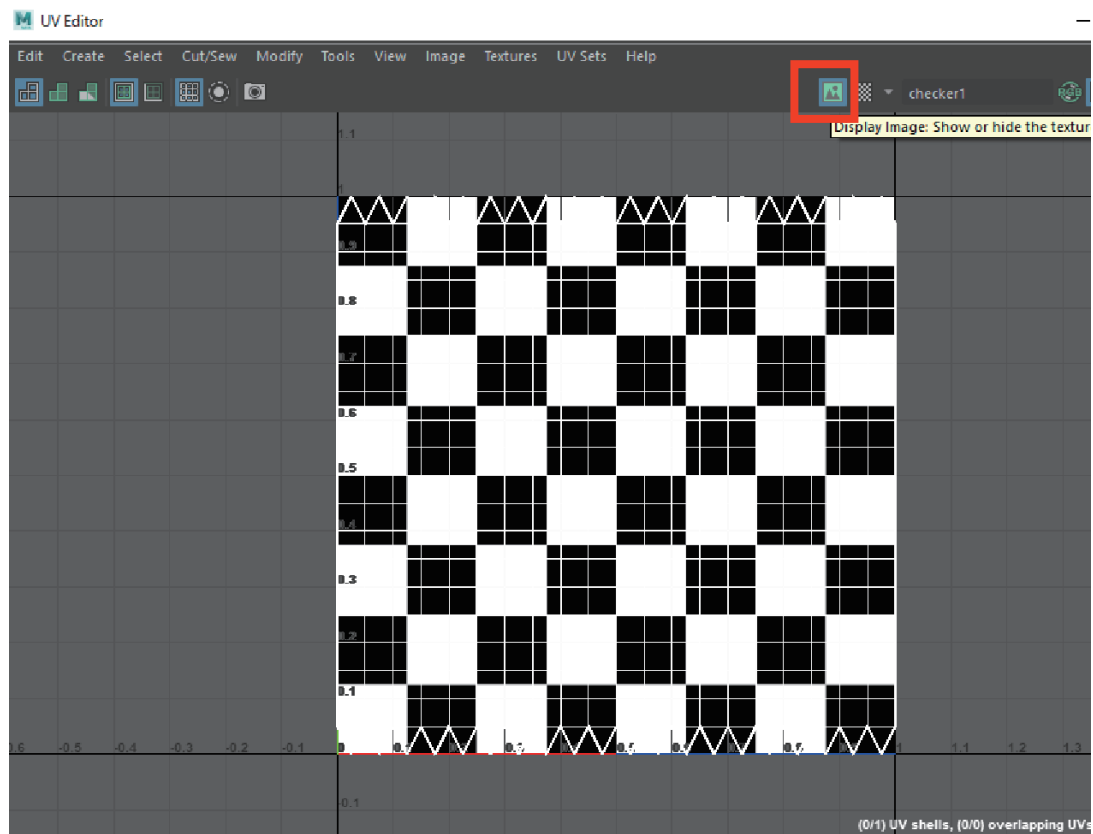 UV Editor
Edit Create Select Cut/Sew Modify Tools View Image Textures UV Sets Help
checker1
RGB
Display Image: Show or hide the textur
1.1
1
0.9
0.8
0.7
0.6
0.5
0.4
0.3
0.2
0.1
-0.5 -0.4 -0.3 -0.2 -0.1 0 1 1.1 1.2 1.3
-0.1
(0/1) UV shells, (0/0) overlapping UVs